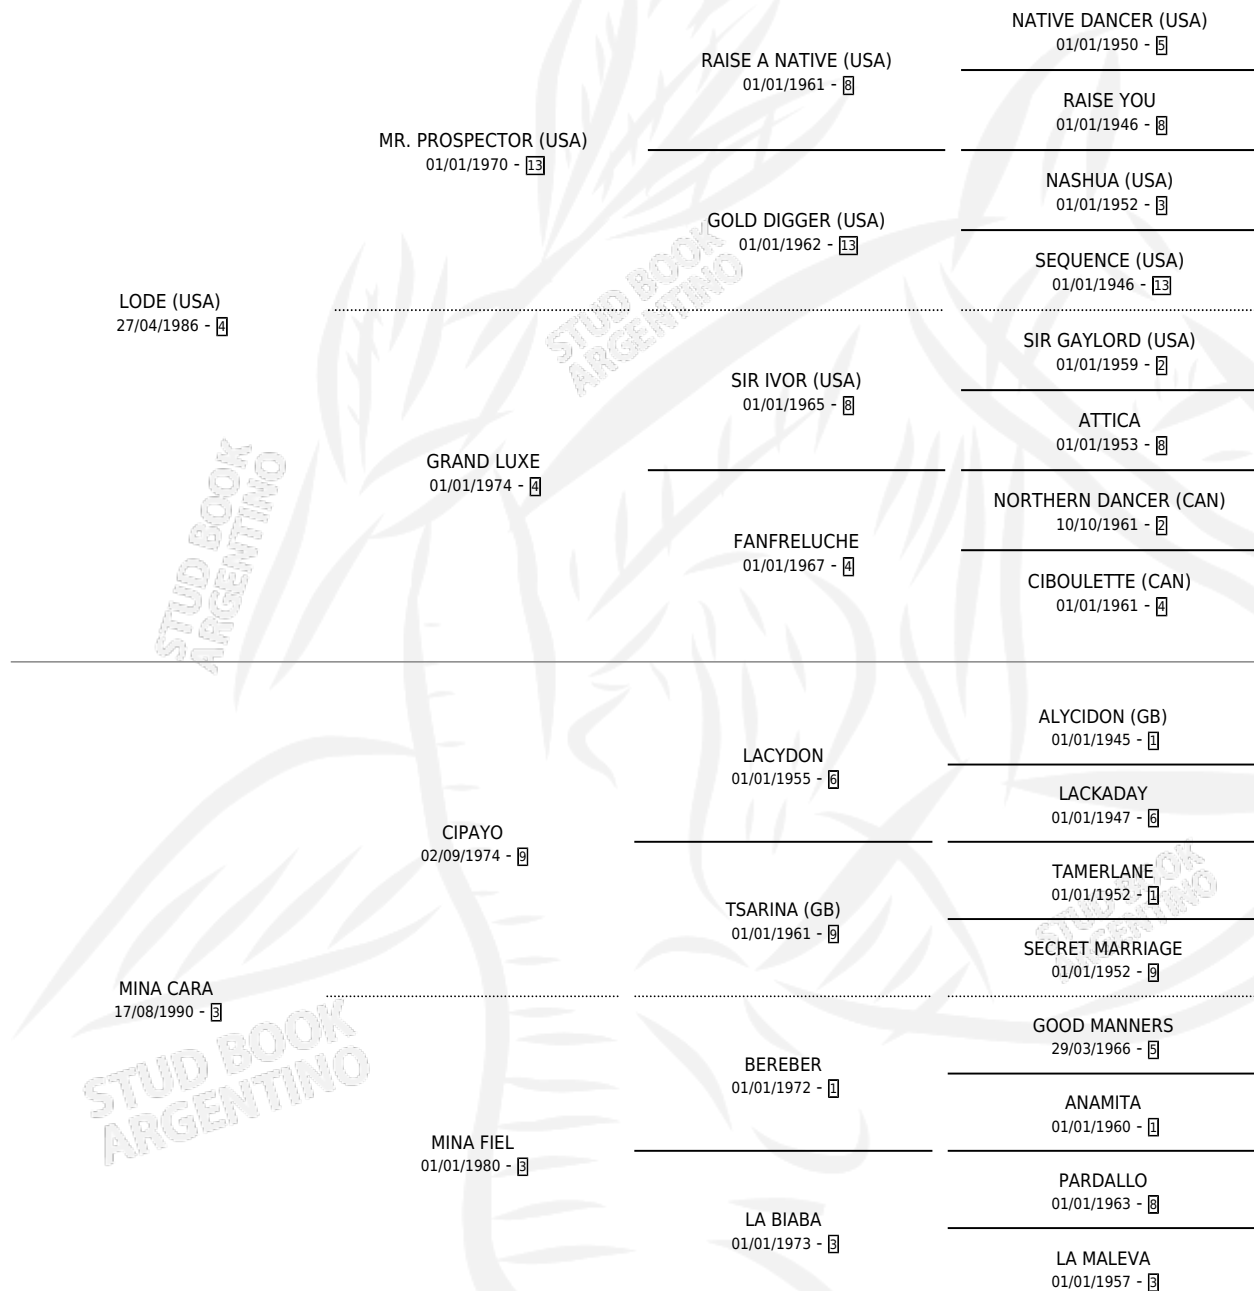 NATIVE DANCER (USA)
01/01/1950 - 5
RAISE A NATIVE (USA)
01/01/1961 - 8
RAISE YOU
01/01/1946 - 8
MR. PROSPECTOR (USA)
01/01/1970 - 13
NASHUA (USA)
01/01/1952 - 3
GOLD DIGGER (USA)
01/01/1962 - 13
SEQUENCE (USA)
01/01/1946 - 13
LODE (USA)
27/04/1986 - 4
STUD BOOK
ARGENTINO
SIR GAYLORD (USA)
01/01/1959 - 2
SIR IVOR (USA)
01/01/1965 - 8
ATTICA
01/01/1953 - 8
GRAND LUXE
01/01/1974 - 4
NORTHERN DANCER (CAN)
10/10/1961 - 2
FANFRELUCHE
01/01/1967 - 4
CIBOULETTE (CAN)
01/01/1961 - 4
STUD BOOK
ARGENTINO
ALYCIDON (GB)
01/01/1945 - 1
LACYDON
01/01/1955 - 6
LACKADAY
01/01/1947 - 6
CIPAYO
02/09/1974 - 9
TAMERLANE
01/01/1952 - 1
TSARINA (GB)
01/01/1961 - 9
STUD BOOK
ARGENTINO
SECRET MARRIAGE
01/01/1952 - 9
MINA CARA
17/08/1990 - 3
GOOD MANNERS
29/03/1966 - 5
BEREBER
01/01/1972 - 1
STUD BOOK
ARGENTINO
ANAMITA
01/01/1960 - 1
MINA FIEL
01/01/1980 - 3
PARDALLO
01/01/1963 - 8
LA BIABA
01/01/1973 - 3
LA MALEVA
01/01/1957 - 3